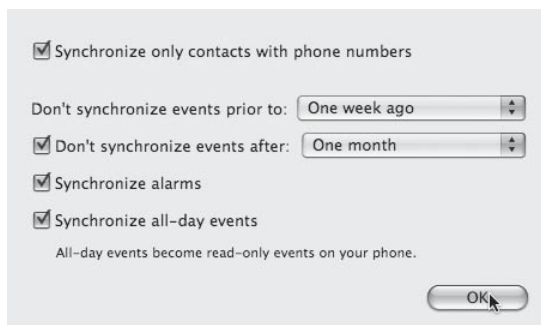 Synchronize only contacts with phone numbers
Don't synchronize events prior to: One week ago
Don't synchronize events after: One month
Synchronize alarms
Synchronize all-day events
All-day events become read-only events on your phone.
OK